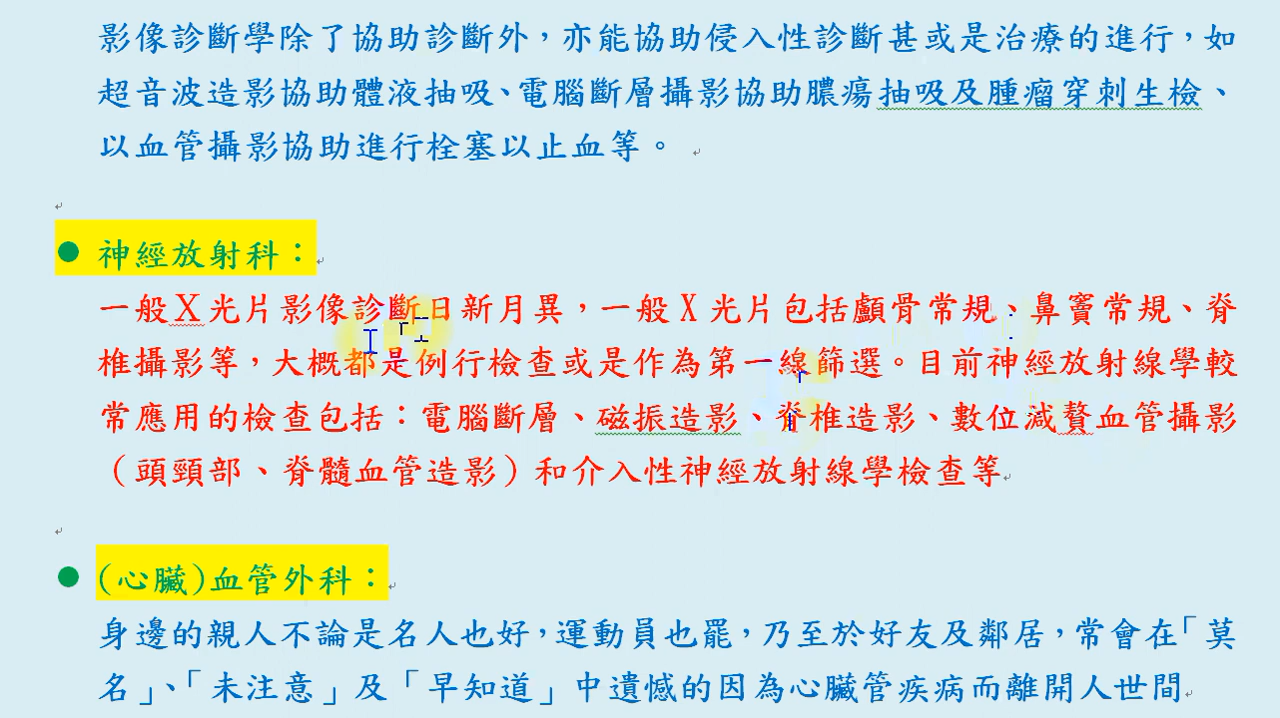 影像診斷學除了協助診斷外，亦能協助侵入性診斷甚或是治療的進行，如
超音波造影協助體液抽吸、電腦斷層攝影協助膿瘍抽吸及腫瘤穿刺生檢、
以血管攝影協助進行栓塞以止血等。
● 神經放射科：
一般X光片影像診斷日新月異，一般X光片包括顱骨常規、鼻竇常規、脊
椎攝影等，大概都是例行檢查或是作為第一線篩選。目前神經放射線學較
常應用的檢查包括：電腦斷層、磁振造影、脊椎造影、數位減贅血管攝影
（頭頸部、脊髓血管造影）和介入性神經放射線學檢查等
● (心臟)血管外科：
身邊的親人不論是名人也好，運動員也罷，乃至於好友及鄰居，常會在「莫
名」、「未注意」及「早知道」中遺憾的因為心臟管疾病而離開人世間